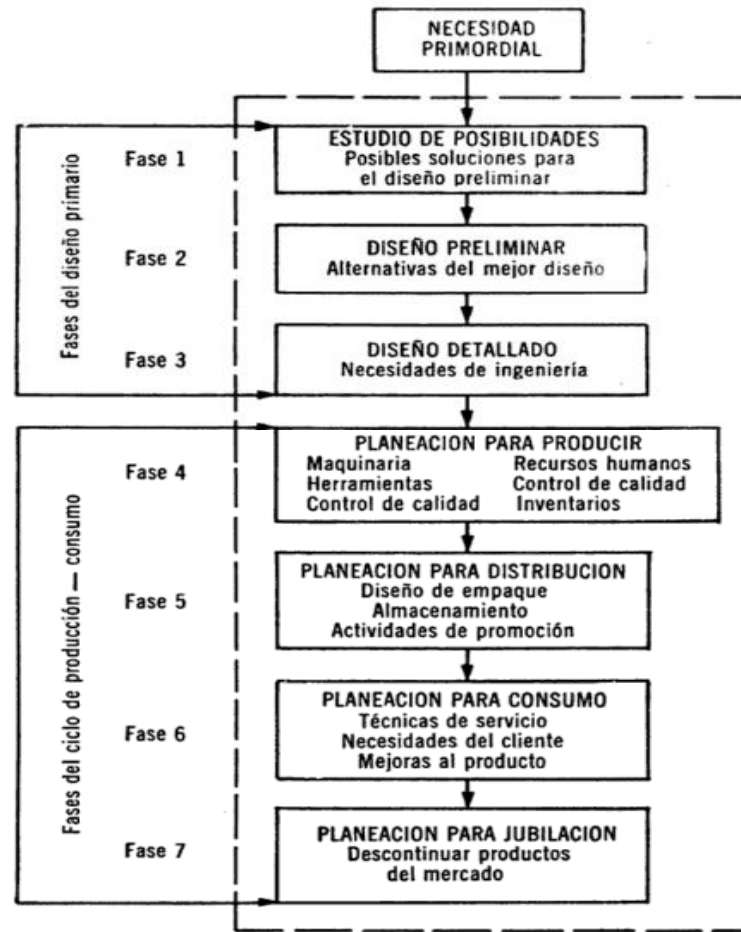 NECESIDAD
PRIMORDIAL
Fases del diseño primario
Fase 1
ESTUDIO DE POSIBILIDADES
Posibles soluciones para
el diseño preliminar
Fase 2
DISEÑO PRELIMINAR
Alternativas del mejor diseño
Fase 3
DISEÑO DETALLADO
Necesidades de ingeniería
Fases del ciclo de producción — consumo
Fase 4
PLANEACION PARA PRODUCIR
Maquinaria Recursos humanos
Herramientas Control de calidad
Control de calidad Inventarios
Fase 5
PLANEACION PARA DISTRIBUCION
Diseño de empaque
Almacenamiento
Actividades de promoción
Fase 6
PLANEACION PARA CONSUMO
Técnicas de servicio
Necesidades del cliente
Mejoras al producto
Fase 7
PLANEACION PARA JUBILACION
Descontinuar productos
del mercado